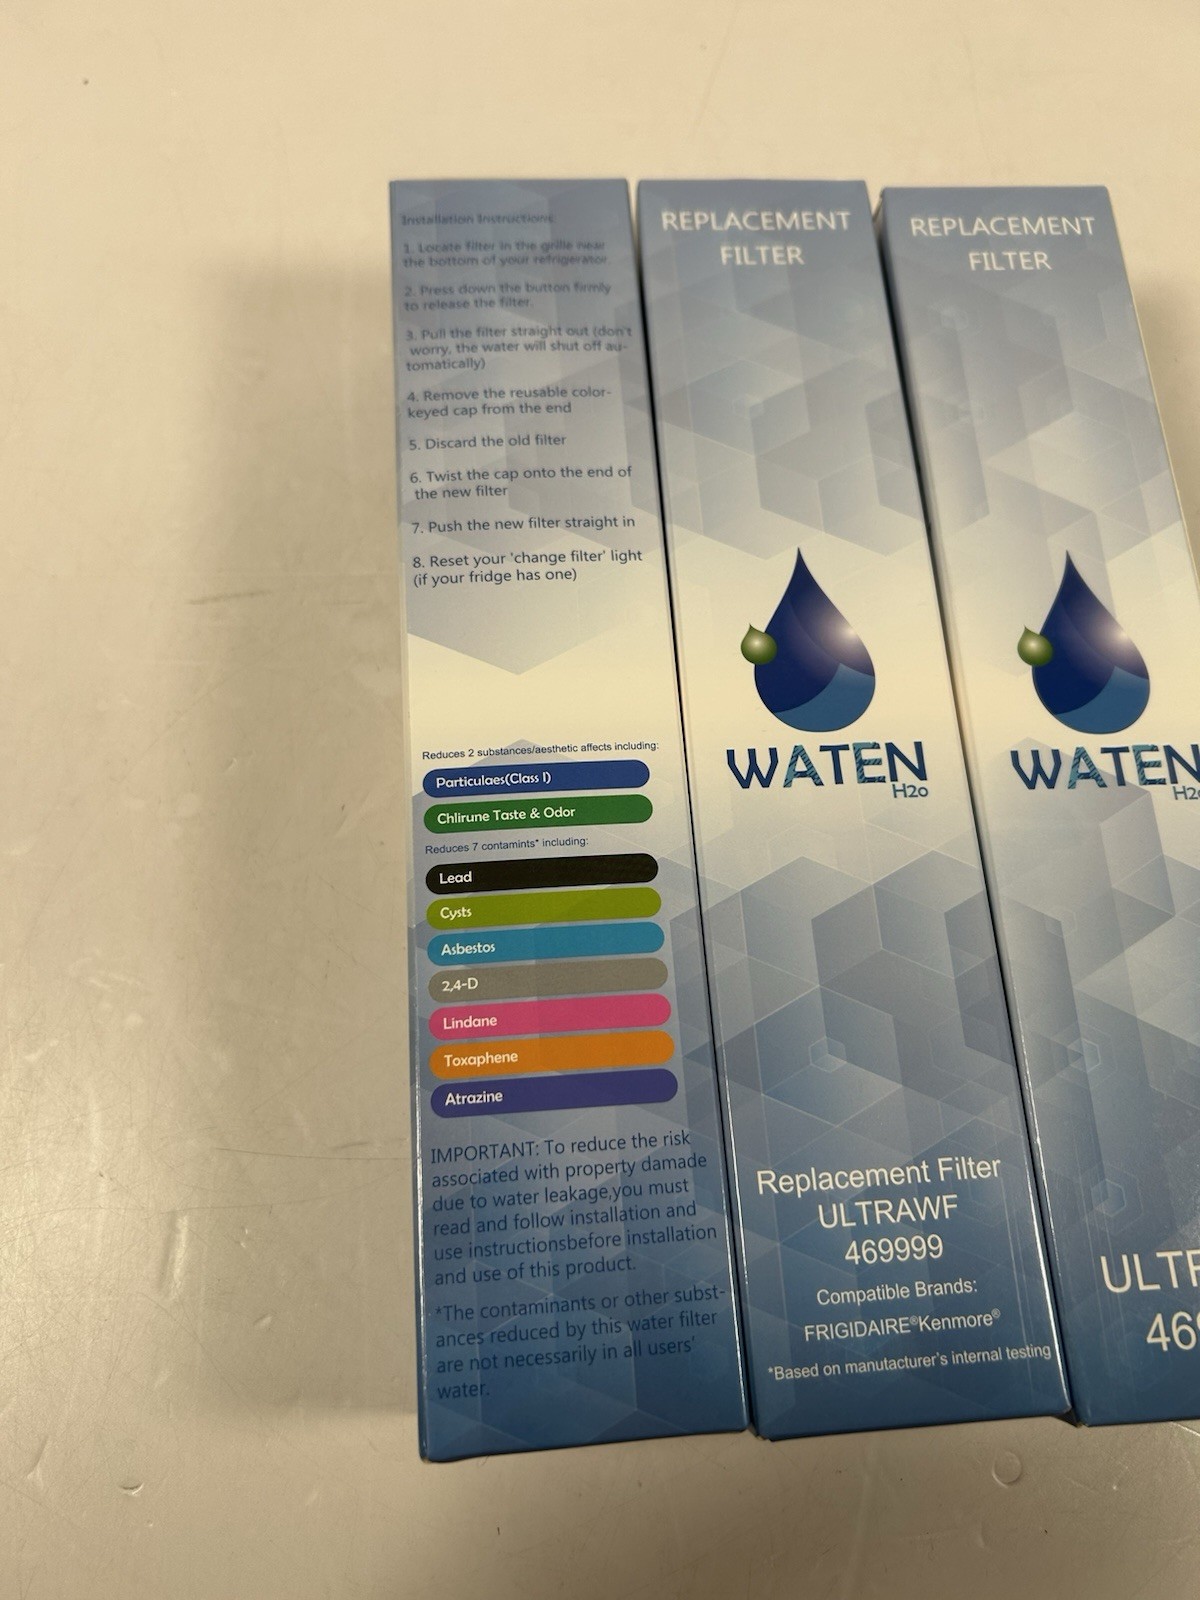 Installation Instructions:
1. Locate filter in the grille near
the bottom of your refrigerator
2. Press down the button firmly
to release the filter.
3. Pull the filter straight out (don't
worry, the water will shut off au-
tomatically)
4. Remove the reusable color-
keyed cap from the end
5. Discard the old filter
6. Twist the cap onto the end of
the new filter
7. Push the new filter straight in
8. Reset your 'change filter' light
(if your fridge has one)
Reduces 2 substances/aesthetic affects including:
Particulaes(Class I)
Chlirune Taste & Odor
Reduces 7 contamints* including:
Lead
Cysts
Asbestos
2,4-D
Lindane
Toxaphene
Atrazine
IMPORTANT: To reduce the risk
associated with property damade
due to water leakage,you must
read and follow installation and
use instructionsbefore installation
and use of this product.
*The contaminants or other subst-
ances reduced by this water filter
are not necessarily in all users'
water.
REPLACEMENT
FILTER
WATEN
H2o
Replacement Filter
ULTRAWF
469999
Compatible Brands:
FRIGIDAIRE®Kenmore®
*Based on manutacturer's internal testing
REPLACEMENT
FILTER
WATEN
H2o
ULTR
469